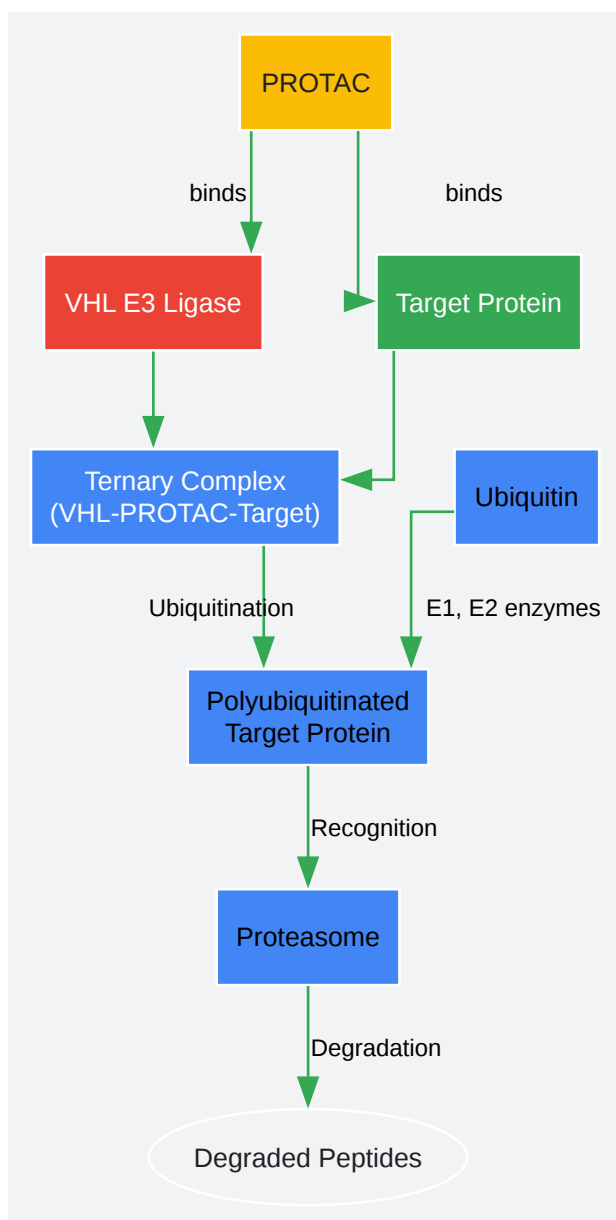 PROTAC
binds
binds
VHL E3 Ligase
Target Protein
Ternary Complex
(VHL-PROTAC-Target)
Ubiquitin
Ubiquitination
E1, E2 enzymes
Polyubiquitinated
Target Protein
Recognition
Proteasome
Degradation
Degraded Peptides